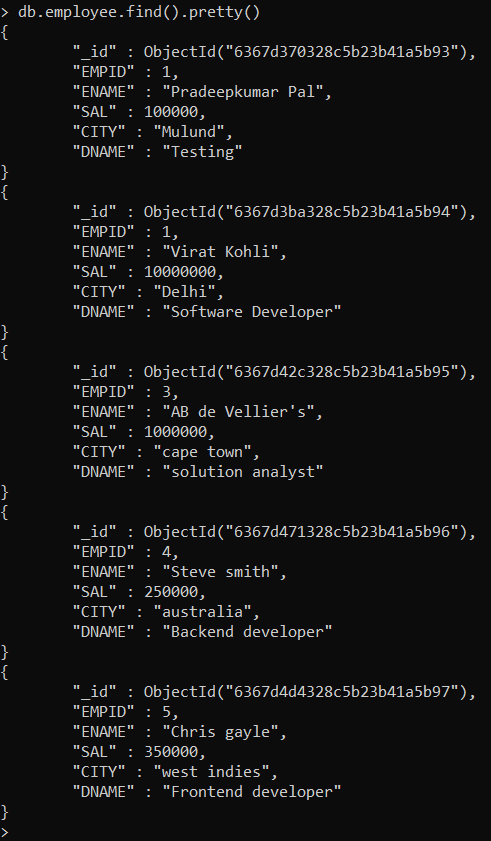 > db.employee.find().pretty()
{
"_id" : ObjectId("6367d370328c5b23b41a5b93"),
"EMPID" : 1,
"ENAME" : "Pradeepkumar Pal",
"SAL" : 100000,
"CITY" : "Mulund",
"DNAME" : "Testing"
}
{
"_id" : ObjectId("6367d3ba328c5b23b41a5b94"),
"EMPID" : 1,
"ENAME" : "Virat Kohli",
"SAL" : 10000000,
"CITY" : "Delhi",
"DNAME" : "Software Developer"
}
{
"_id" : ObjectId("6367d42c328c5b23b41a5b95"),
"EMPID" : 3,
"ENAME" : "AB de Vellier's",
"SAL" : 1000000,
"CITY" : "cape town",
"DNAME" : "solution analyst"
}
{
"_id" : ObjectId("6367d471328c5b23b41a5b96"),
"EMPID" : 4,
"ENAME" : "Steve smith",
"SAL" : 250000,
"CITY" : "australia",
"DNAME" : "Backend developer"
}
{
"_id" : ObjectId("6367d4d4328c5b23b41a5b97"),
"EMPID" : 5,
"ENAME" : "Chris gayle",
"SAL" : 350000,
"CITY" : "west indies",
"DNAME" : "Frontend developer"
}
>